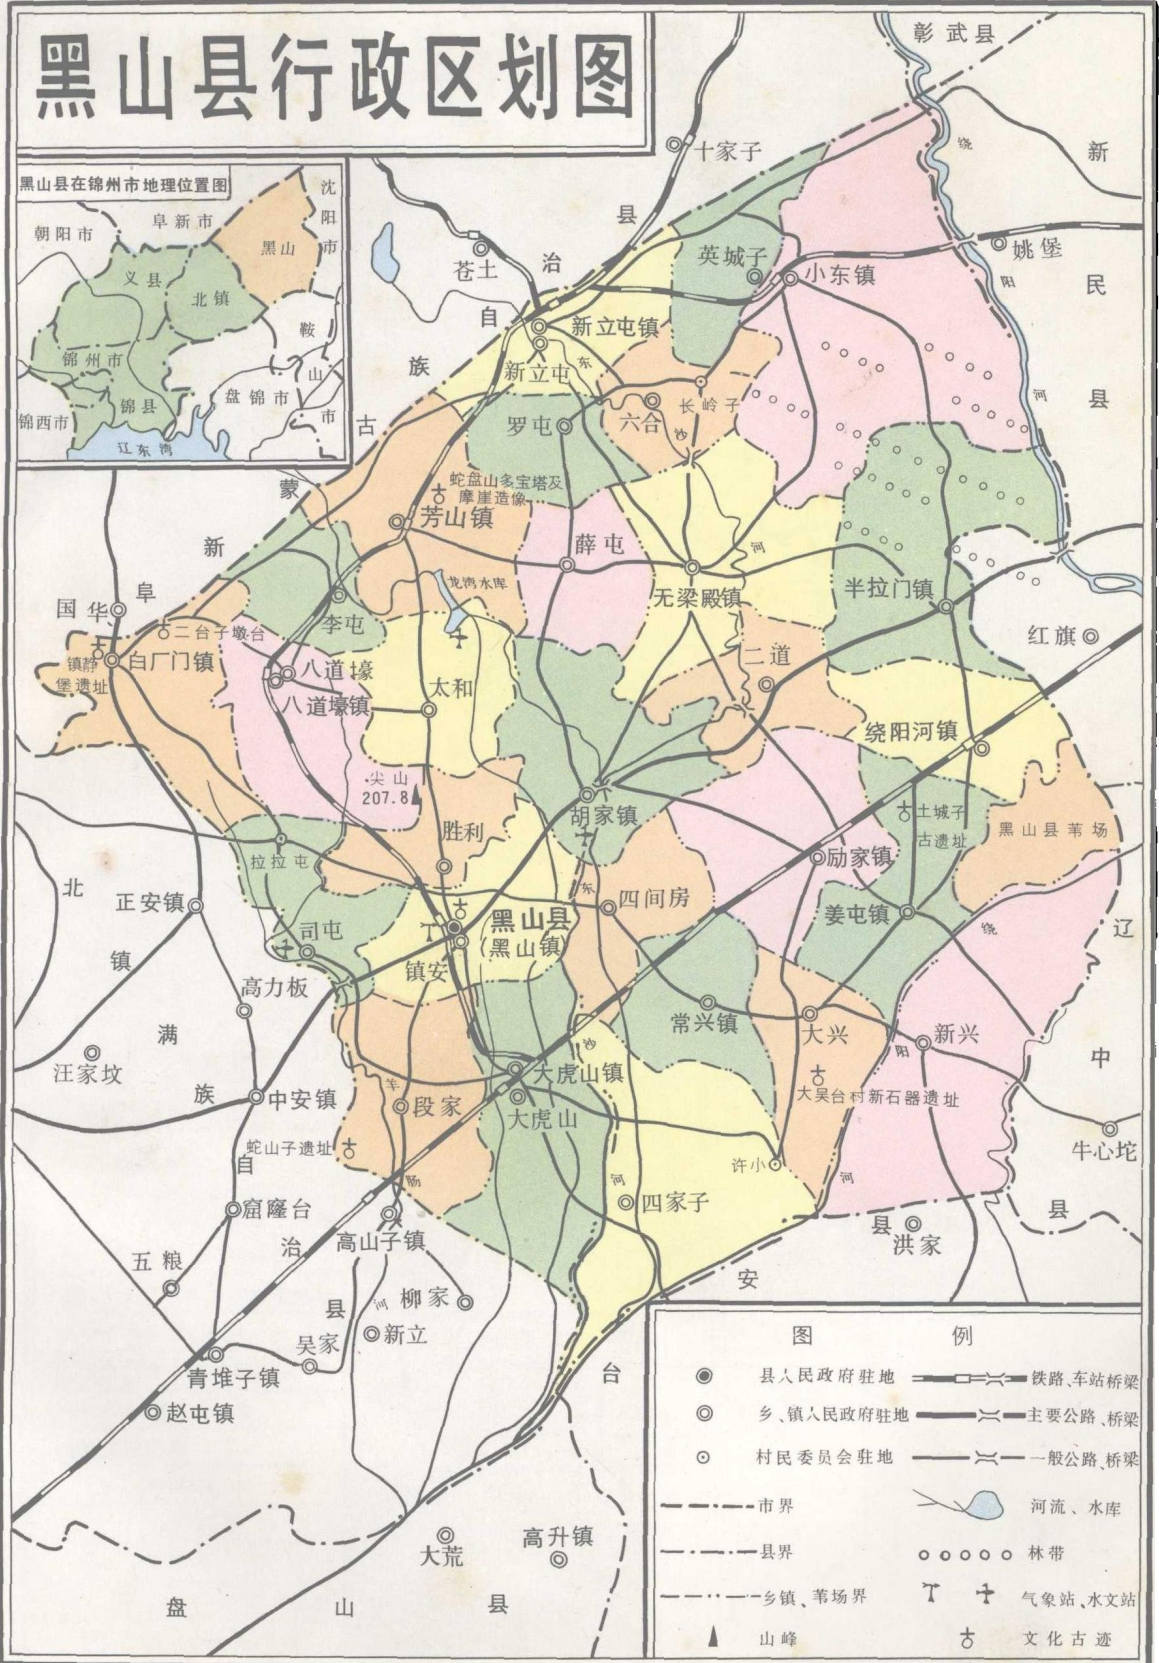 黑山县行政区划图
黑山县在锦州市地理位置图
沈阳市
朝阳市
阜新市
黑山
义县
北镇
鞍山市
锦州市
盘锦市
锦县
锦西市
辽东湾
彰武县
十家子
绕
新民县
县
苍土
治
英城子
小东镇
姚堡
阳
自
新立屯镇
族
新立屯
东
河
古
罗屯
六合
长岭子
沙
蒙
蛇盘山多宝塔及
摩崖造像
芳山镇
新
薛屯
河
阜
国华
龙湾水库
无梁殿镇
半拉门镇
李屯
二台子墩台
红旗
镇静
堡遗址
白厂门镇
八道壕
二道
八道壕镇
太和
绕阳河镇
尖山
207.8
胡家镇
土城子
古遗址
黑山县苇场
胜利
拉拉屯
励家镇
北镇满族自治县
正安镇
东
四间房
姜屯镇
绕
辽中县
黑山县
(黑山镇)
司屯
镇安
高力板
常兴镇
大兴
新兴
阳
沙
汪家坟
大虎山镇
中安镇
羊
段家
大虎山
大吴台村新石器遗址
牛心坨
蛇山子遗址
许小
河
肠
河
四家子
窟窿台
高山子镇
县
洪家
五粮
安
河
柳家
吴家
新立
台
青堆子镇
赵屯镇
大荒
高升镇
盘山县
图例
县人民政府驻地
铁路、车站桥梁
乡、镇人民政府驻地
主要公路、桥梁
村民委员会驻地
一般公路、桥梁
市界
河流、水库
县界
林带
乡镇、苇场界
气象站、水文站
山峰
文化古迹